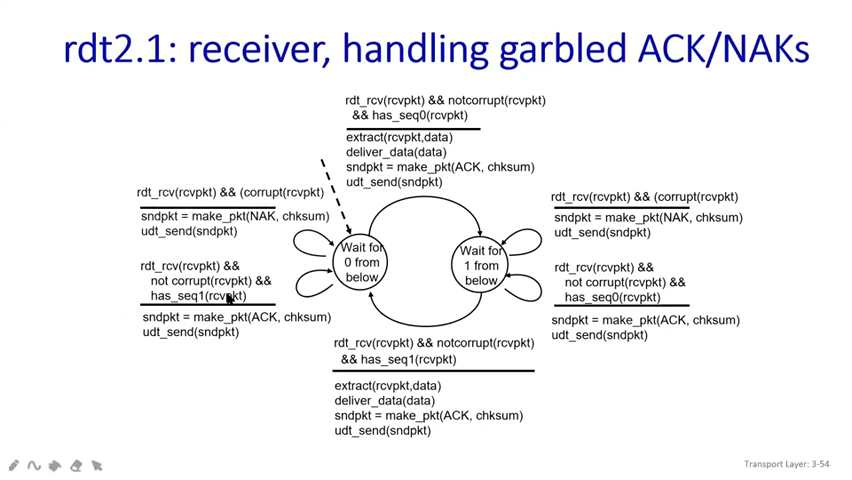 rdt2.1: receiver, handling garbled ACK/NAKs
rdt_rcv(rcvpkt) && notcorrupt(rcvpkt)
&& has_seq0(rcvpkt)
extract(rcvpkt,data)
deliver_data(data)
sndpkt = make_pkt(ACK, chksum)
udt_send(sndpkt)
rdt_rcv(rcvpkt) && (corrupt(rcvpkt)
sndpkt = make_pkt(NAK, chksum)
udt_send(sndpkt)
rdt_rcv(rcvpkt) &&
not corrupt(rcvpkt) &&
has_seq1(rcvpkt)
sndpkt = make_pkt(ACK, chksum)
udt_send(sndpkt)
Wait for
0 from
below
Wait for
1 from
below
rdt_rcv(rcvpkt) && (corrupt(rcvpkt)
sndpkt = make_pkt(NAK, chksum)
udt_send(sndpkt)
rdt_rcv(rcvpkt) &&
not corrupt(rcvpkt) &&
has_seq0(rcvpkt)
sndpkt = make_pkt(ACK, chksum)
udt_send(sndpkt)
rdt_rcv(rcvpkt) && notcorrupt(rcvpkt)
&& has_seq1(rcvpkt)
extract(rcvpkt,data)
deliver_data(data)
sndpkt = make_pkt(ACK, chksum)
udt_send(sndpkt)
Transport Layer: 3-54